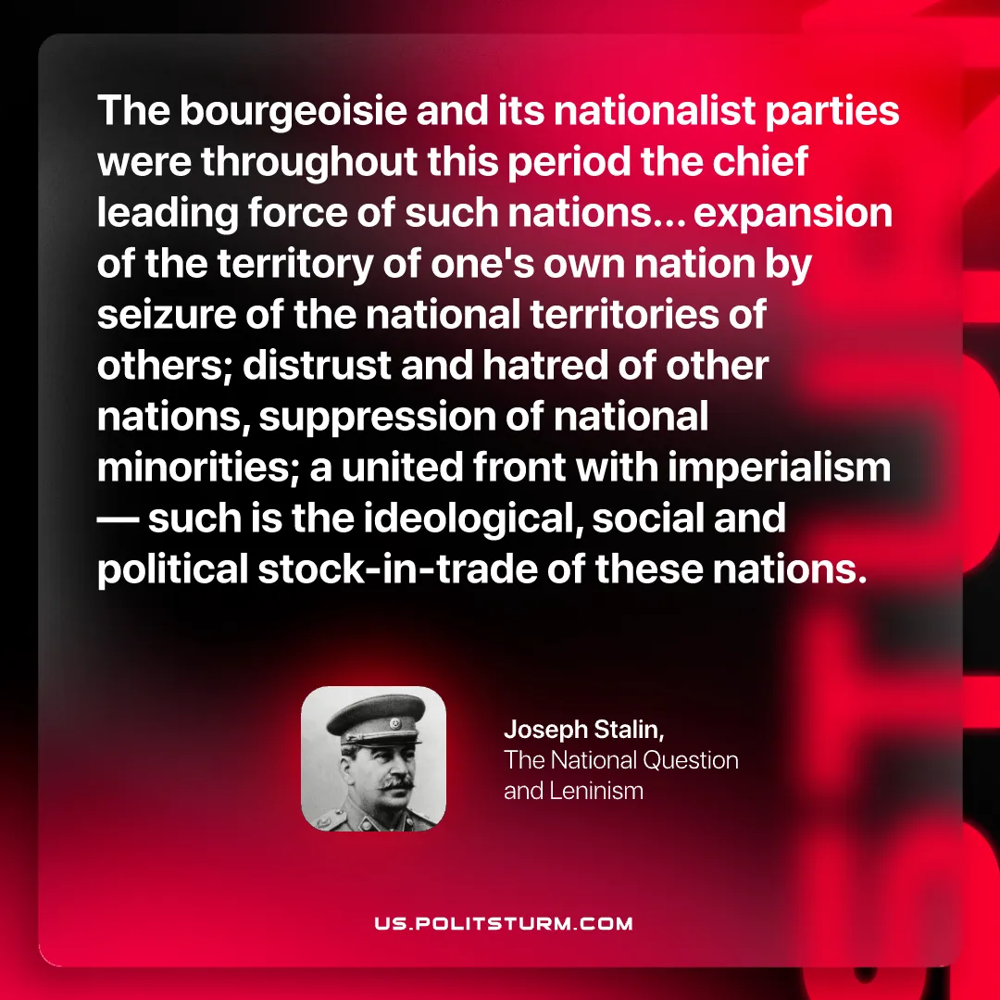 The bourgeoisie and its nationalist parties
were throughout this period the chief
leading force of such nations... expansion
of the territory of one's own nation by
seizure of the national territories of
others; distrust and hatred of other
nations, suppression of national
minorities; a united front with imperialism
— such is the ideological, social and
political stock-in-trade of these nations.
Joseph Stalin,
The National Question
and Leninism
US.POLITSTURM.COM